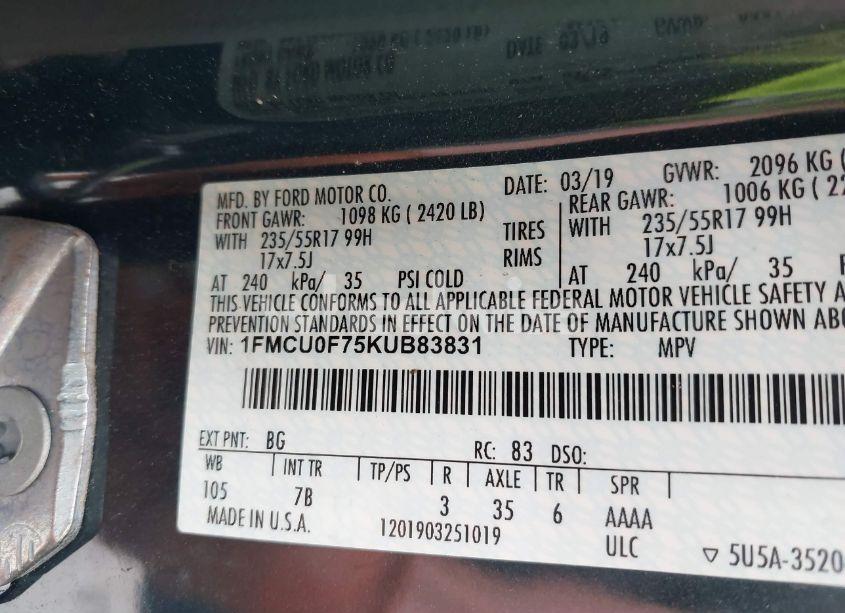 MFD. BY FORD MOTOR CO. DATE: 03/19 GVWR: 2096 KG (
FRONT GAWR: 1098 KG ( 2420 LB) REAR GAWR: 1006 KG ( 22
WITH 235/55R17 99H TIRES WITH 235/55R17 99H
17x7.5J RIMS 17x7.5J
AT 240 kPa/ 35 PSI COLD AT 240 kPa/ 35
THIS VEHICLE CONFORMS TO ALL APPLICABLE FEDERAL MOTOR VEHICLE SAFETY A
PREVENTION STANDARDS IN EFFECT ON THE DATE OF MANUFACTURE SHOWN ABO
VIN: 1FMCU0F75KUB83831 TYPE: MPV
EXT PNT: BG RC: 83 DSO:
WB INT TR TP/PS R AXLE TR SPR
105 7B 3 35 6 AAAA
MADE IN U.S.A. 1201903251019 ULC ▽ 5U5A-3520